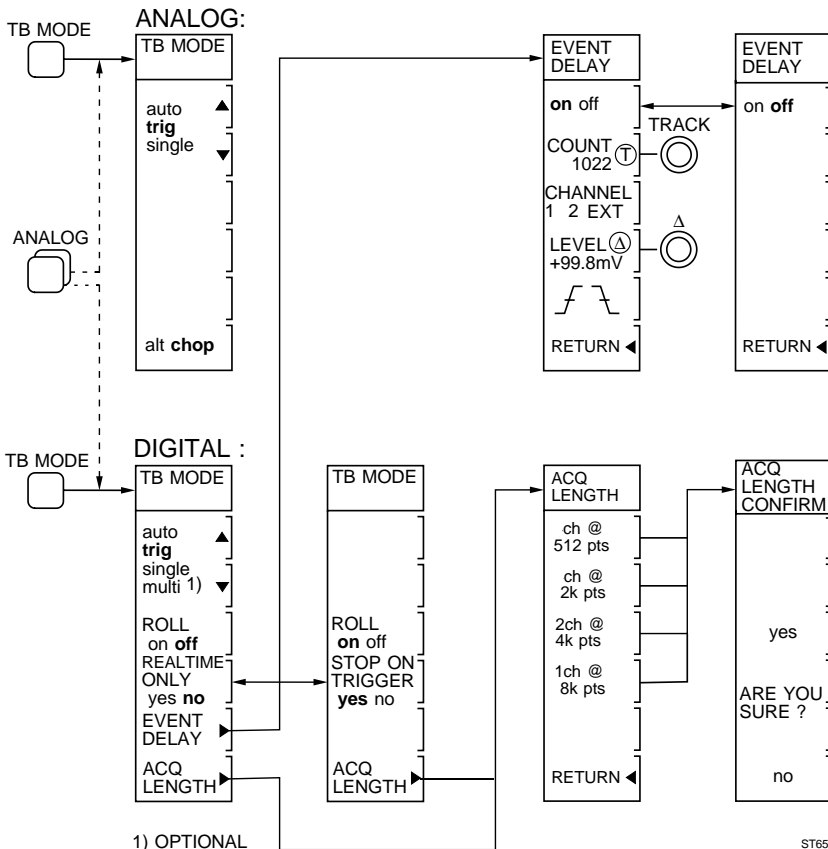 ANALOG:
TB MODE
TB MODE
auto
trig
single
ANALOG
alt chop
EVENT
DELAY
on off
TRACK
COUNT T
1022
CHANNEL
1 2 EXT
Δ
LEVEL Δ
+99.8mV
RETURN
EVENT
DELAY
on off
RETURN
DIGITAL :
TB MODE
TB MODE
auto
trig
single
multi 1)
ROLL
on off
REALTIME
ONLY
yes no
EVENT
DELAY
ACQ
LENGTH
TB MODE
ROLL
on off
STOP ON
TRIGGER
yes no
ACQ
LENGTH
ACQ
LENGTH
ch @
512 pts
ch @
2k pts
2ch @
4k pts
1ch @
8k pts
RETURN
ACQ
LENGTH
CONFIRM
yes
ARE YOU
SURE ?
no
1) OPTIONAL
ST65